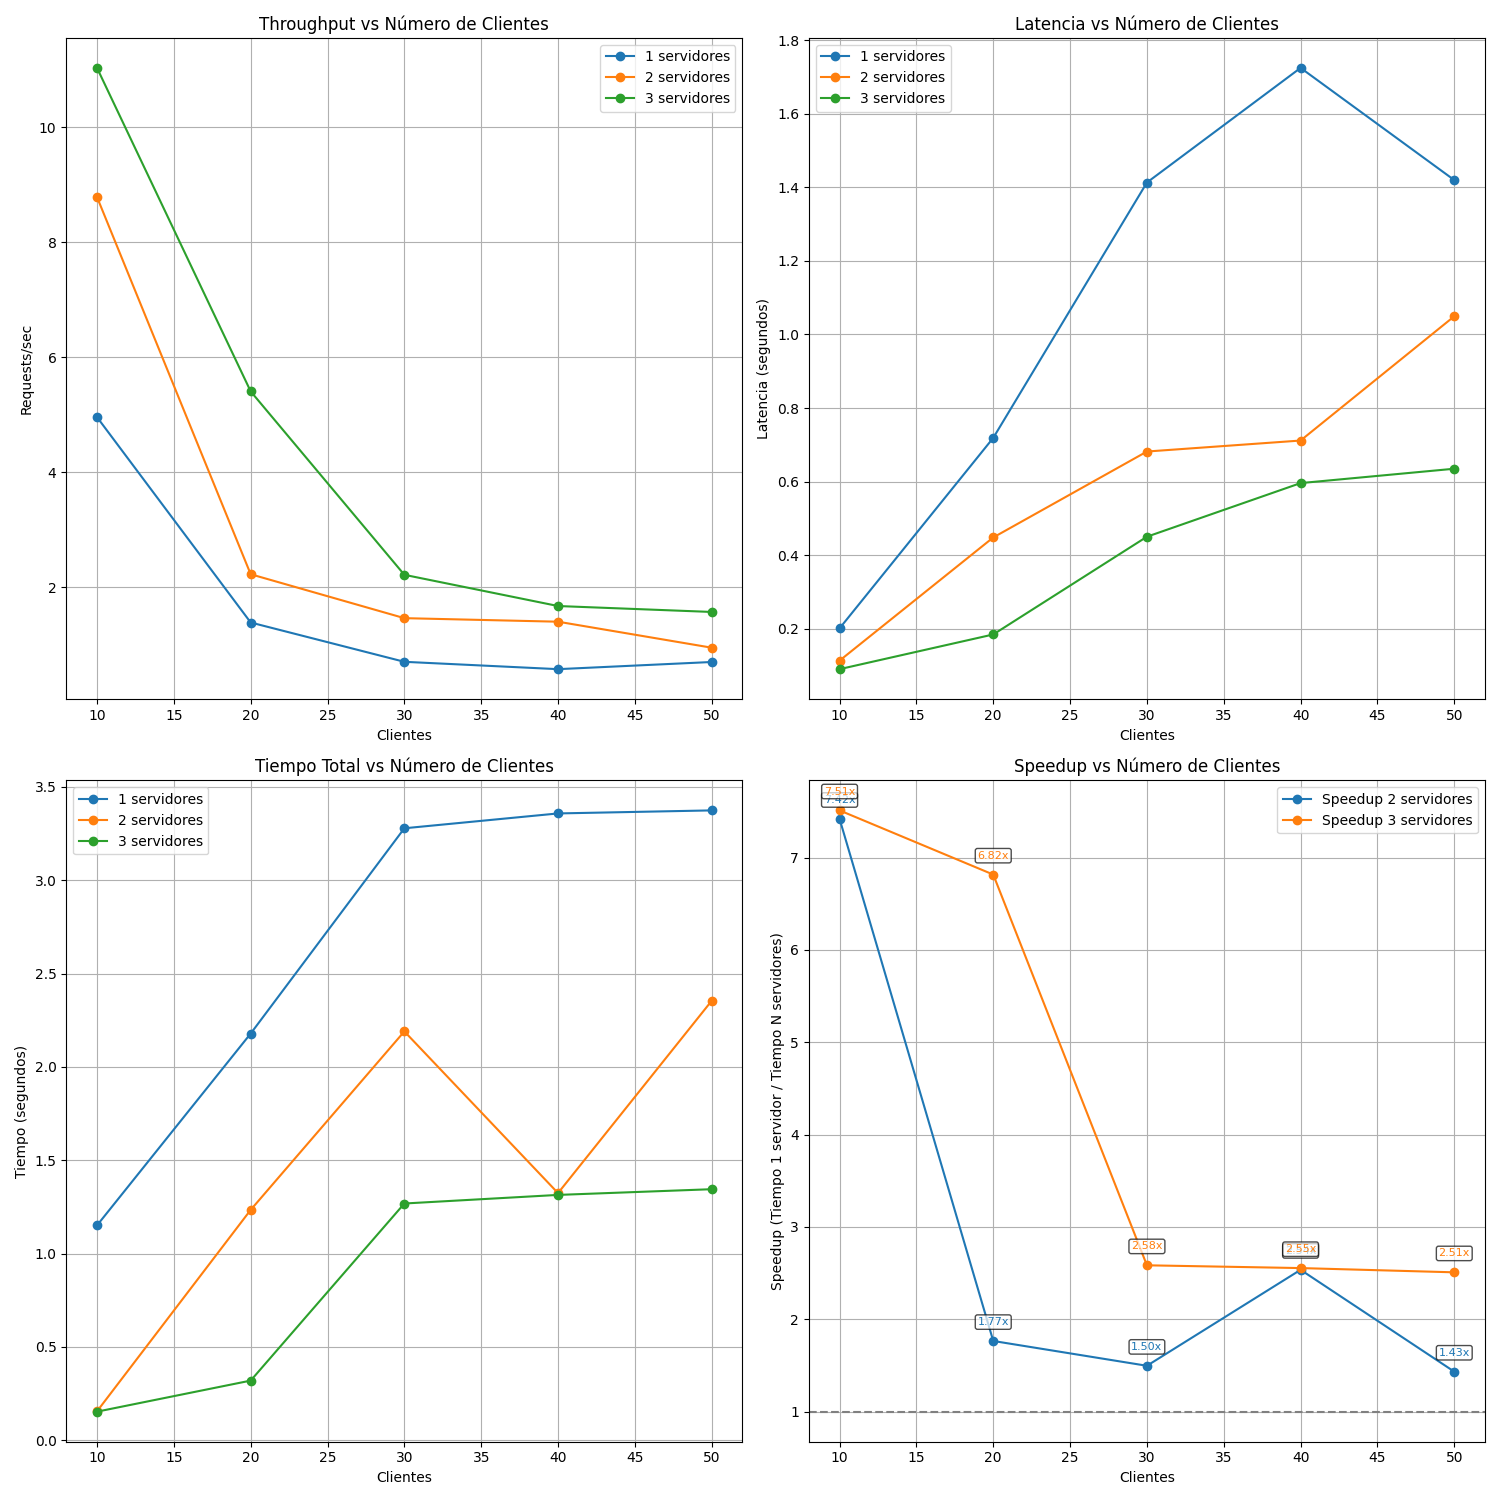 Throughput vs Número de Clientes
1 servidores
2 servidores
3 servidores
Requests/sec
10
8
6
4
2
10 15 20 25 30 35 40 45 50
Clientes
Latencia vs Número de Clientes
1 servidores
2 servidores
3 servidores
Latencia (segundos)
1.8
1.6
1.4
1.2
1.0
0.8
0.6
0.4
0.2
10 15 20 25 30 35 40 45 50
Clientes
Tiempo Total vs Número de Clientes
1 servidores
2 servidores
3 servidores
Tiempo (segundos)
3.5
3.0
2.5
2.0
1.5
1.0
0.5
0.0
10 15 20 25 30 35 40 45 50
Clientes
Speedup vs Número de Clientes
Speedup 2 servidores
Speedup 3 servidores
Speedup (Tiempo 1 servidor / Tiempo N servidores)
7
6
5
4
3
2
1
7.51x
7.42x
6.82x
2.58x
2.55x
2.51x
1.77x
1.50x
1.43x
10 15 20 25 30 35 40 45 50
Clientes